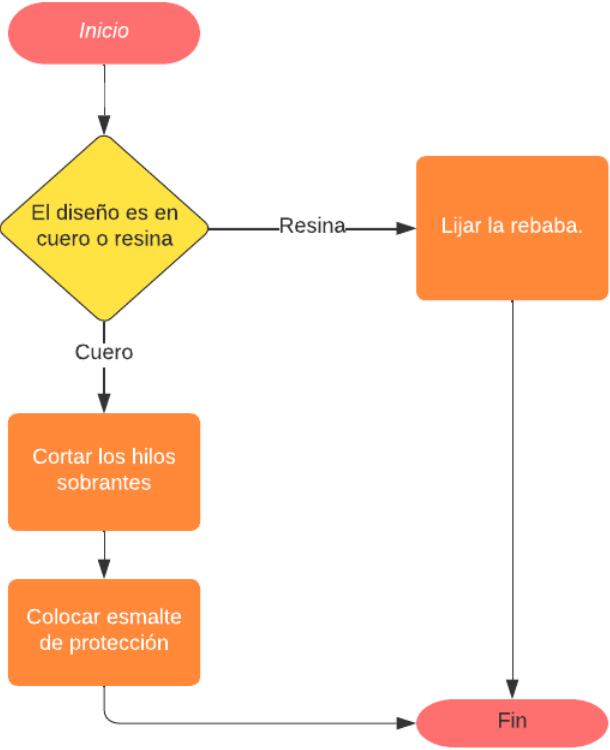 Inicio
El diseño es en
cuero o resina
Resina
Lijar la rebaba.
Cuero
Cortar los hilos
sobrantes
Colocar esmalte
de protección
Fin